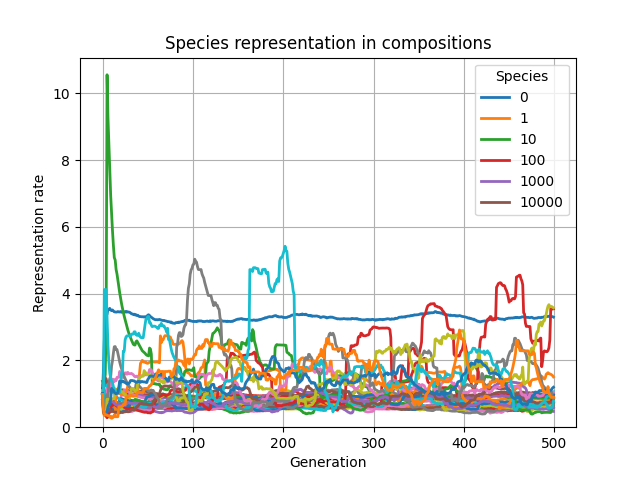 Species representation in compositions
Species
0
1
10
100
1000
10000
10
8
6
4
2
0
Representation rate
0 100 200 300 400 500
Generation